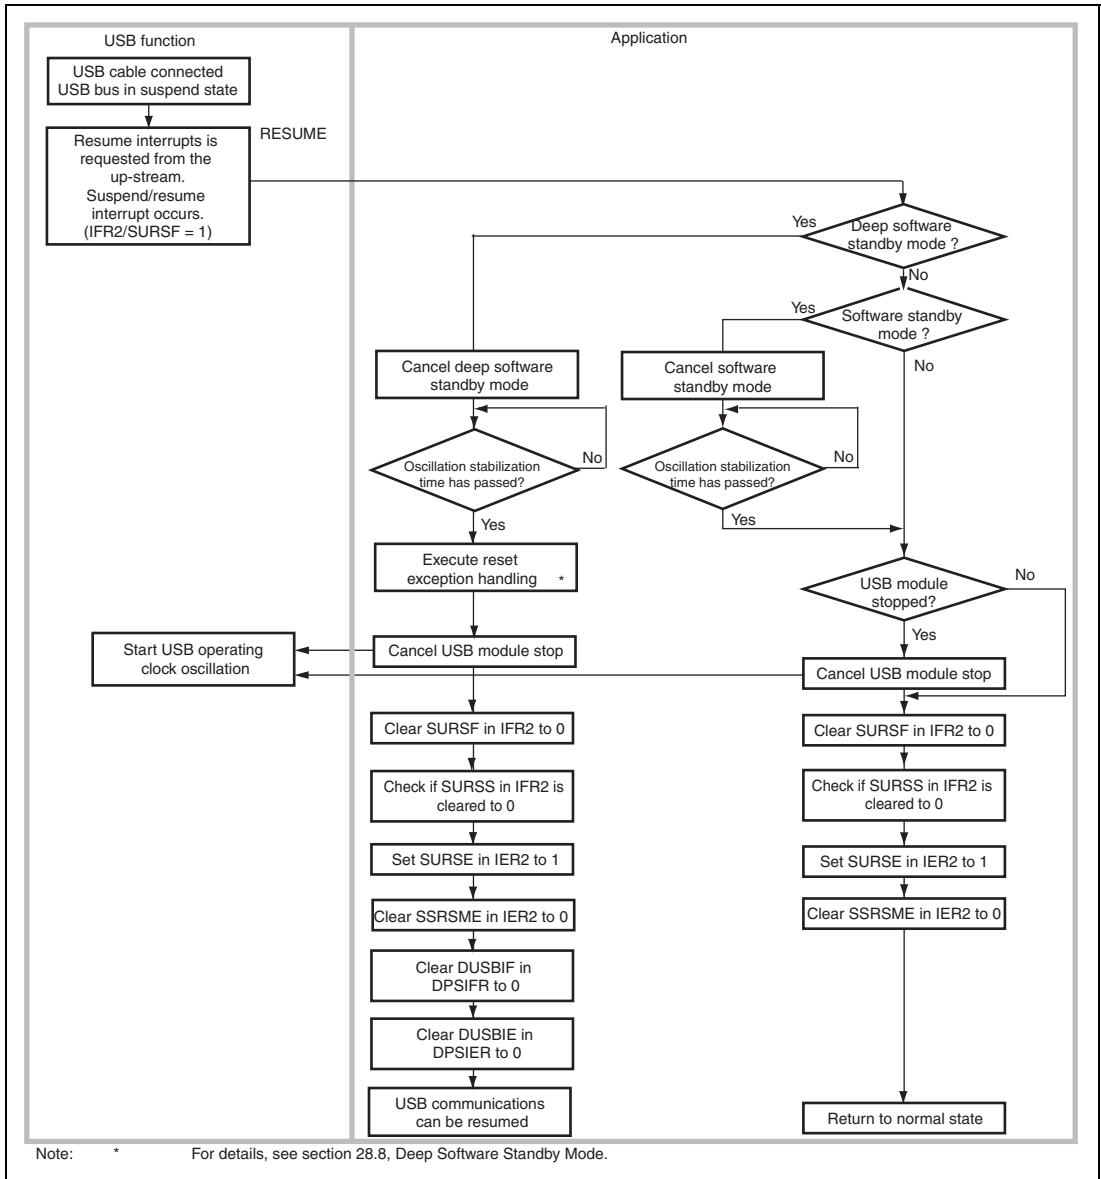 USB function
Application
USB cable connected
USB bus in suspend state
RESUME
Resume interrupts is
requested from the
up-stream.
Suspend/resume
interrupt occurs.
(IFR2/SURSF = 1)
Yes
Deep software
standby mode ?
No
Yes
Software standby
mode ?
No
Cancel deep software
standby mode
Cancel software
standby mode
Oscillation stabilization
time has passed?
No
Oscillation stabilization
time has passed?
No
Yes
Yes
Execute reset
exception handling *
USB module
stopped?
No
Yes
Start USB operating
clock oscillation
Cancel USB module stop
Cancel USB module stop
Clear SURSF in IFR2 to 0
Clear SURSF in IFR2 to 0
Check if SURSS in IFR2 is
cleared to 0
Check if SURSS in IFR2 is
cleared to 0
Set SURSE in IER2 to 1
Set SURSE in IER2 to 1
Clear SSRSME in IER2 to 0
Clear SSRSME in IER2 to 0
Clear DUSBIF in
DPSIFR to 0
Clear DUSBIE in
DPSIER to 0
USB communications
can be resumed
Return to normal state
Note: * For details, see section 28.8, Deep Software Standby Mode.